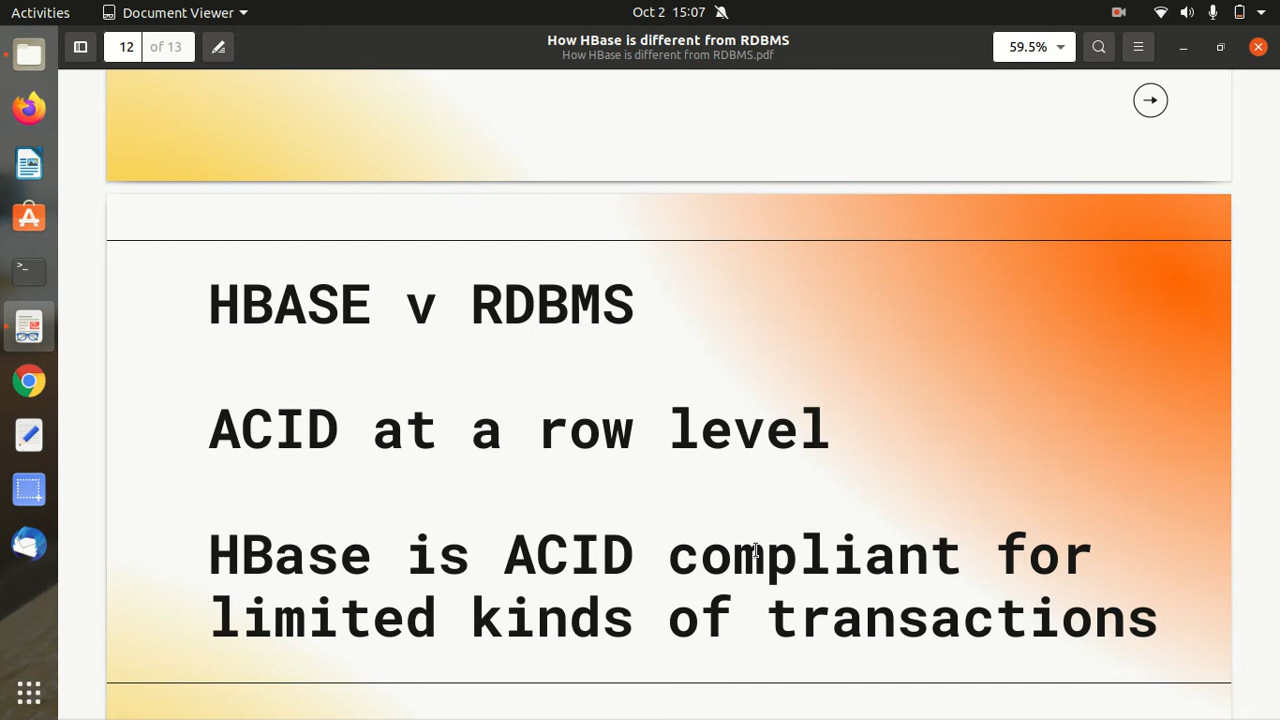 Activities
Document Viewer
Oct 2 15:07
12 of 13
How HBase is different from RDBMS
How HBase is different from RDBMS.pdf
59.5%
HBASE v RDBMS
ACID at a row level
HBase is ACID compliant for
limited kinds of transactions